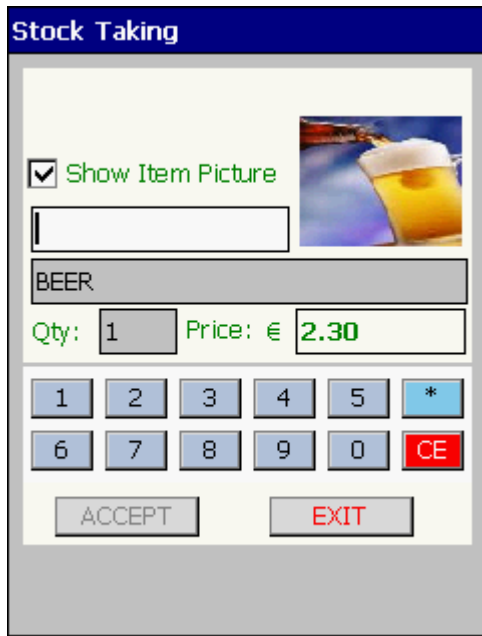 Stock Taking
Show Item Picture
BEER
Qty: 1 Price: € 2.30
1 2 3 4 5 *
6 7 8 9 0 CE
ACCEPT EXIT